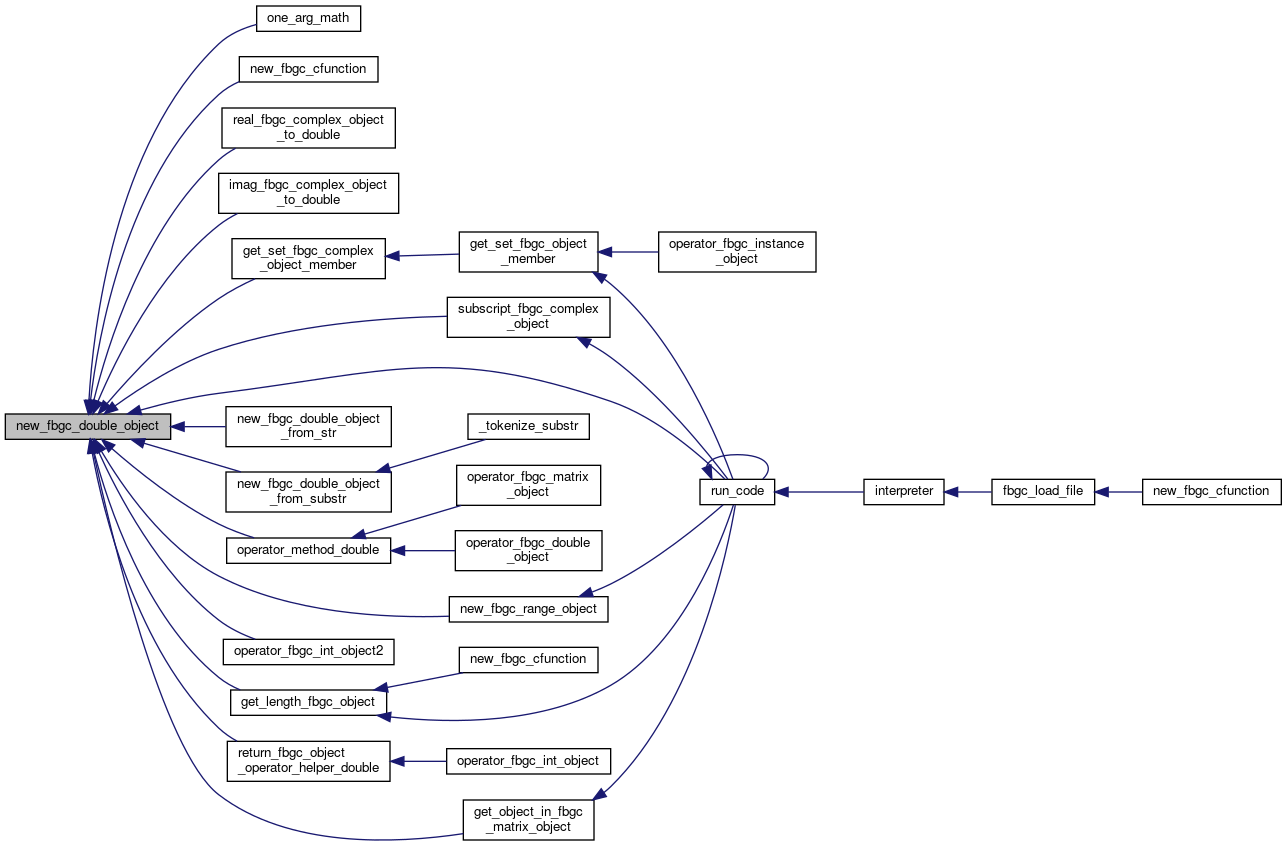 one_arg_math
new_fbgc_cfunction
real_fbgc_complex_object
_to_double
imag_fbgc_complex_object
_to_double
get_set_fbgc_complex
_object_member
get_set_fbgc_object
_member
operator_fbgc_instance
_object
subscript_fbgc_complex
_object
new_fbgc_double_object
new_fbgc_double_object
_from_str
_tokenize_substr
new_fbgc_double_object
_from_substr
operator_fbgc_matrix
_object
run_code
interpreter
fbgc_load_file
new_fbgc_cfunction
operator_method_double
operator_fbgc_double
_object
new_fbgc_range_object
operator_fbgc_int_object2
new_fbgc_cfunction
get_length_fbgc_object
return_fbgc_object
_operator_helper_double
operator_fbgc_int_object
get_object_in_fbgc
_matrix_object